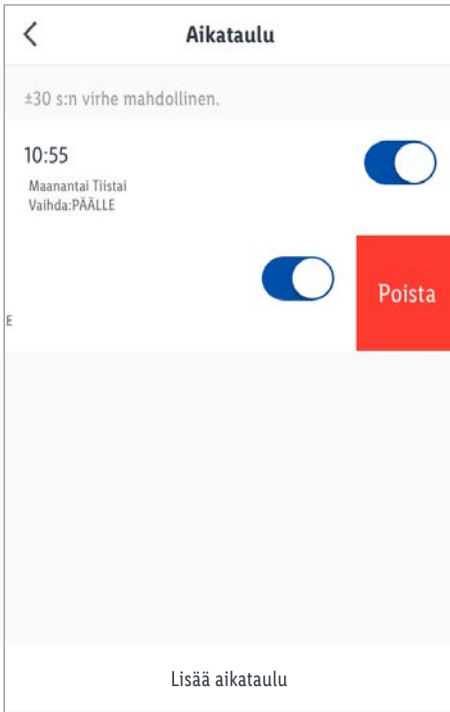 Aikataulu
±30 s:n virhe mahdollinen.
10:55
Maanantai Tiistai
Vaihda:PÄÄLLE
E
Poista
Lisää aikataulu